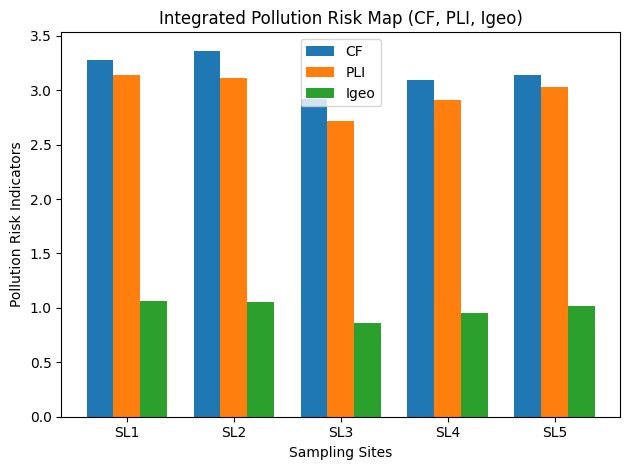 Integrated Pollution Risk Map (CF, PLI, Igeo)
CF
PLI
Igeo
3.5
3.0
2.5
2.0
1.5
1.0
0.5
0.0
Pollution Risk Indicators
SL1 SL2 SL3 SL4 SL5
Sampling Sites